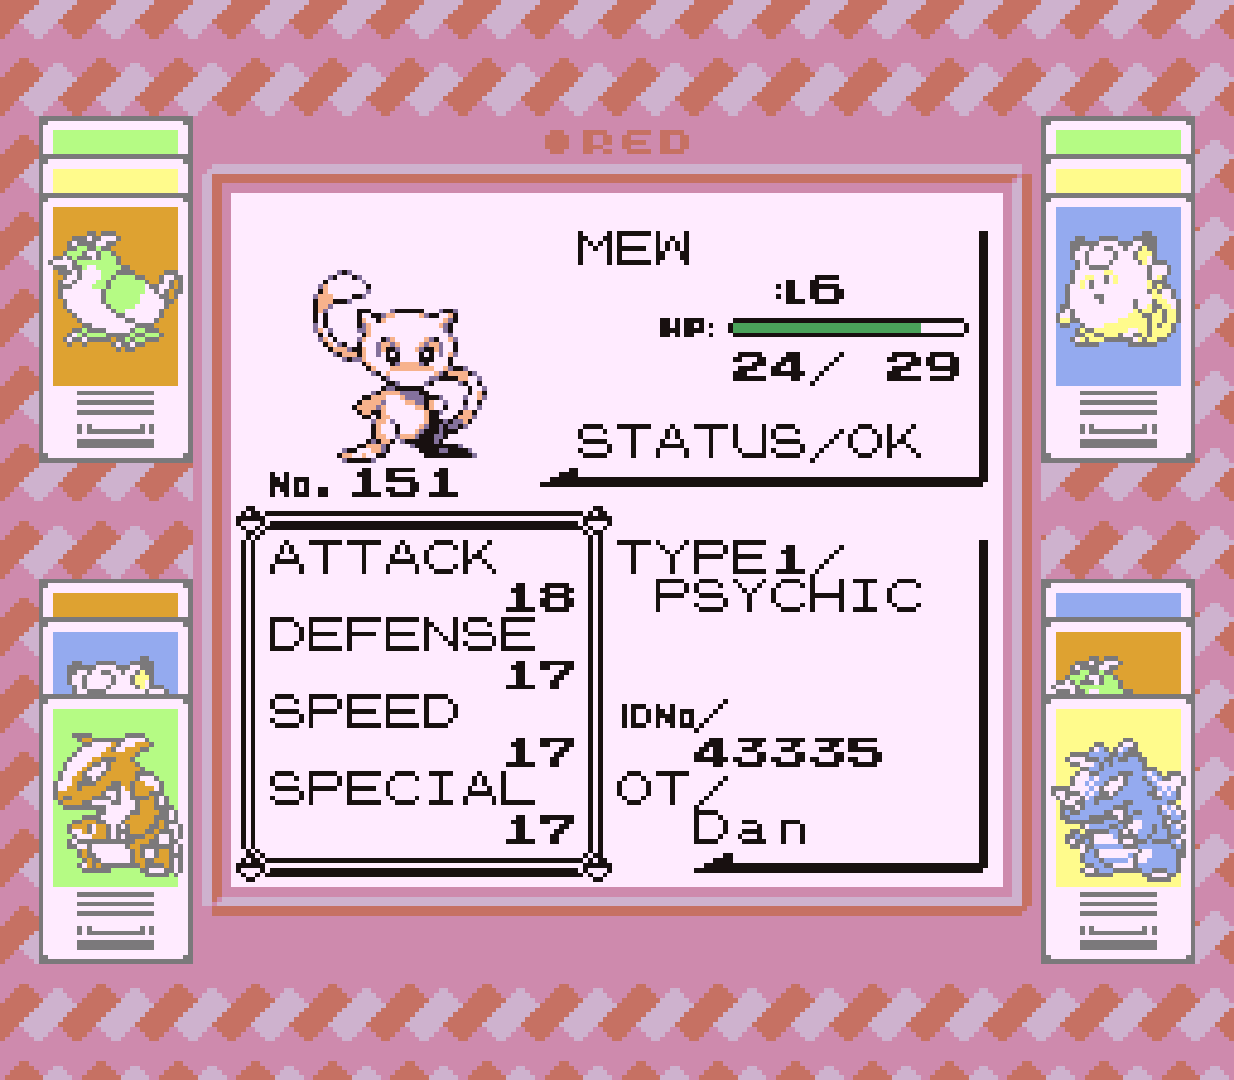 ●RED
MEW
:L6
HP:
24/ 29
STATUS/OK
No.151
ATTACK
18
DEFENSE
17
SPEED
17
SPECIAL
17
TYPE1/
PSYCHIC
IDNo/
43335
OT/
Dan